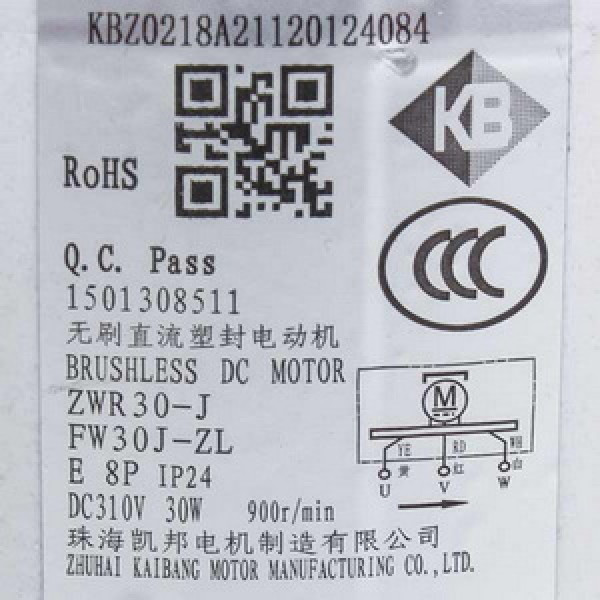 KBZ0218A21120124084
KB
RoHS
CCC
Q.C. Pass
1501308511
无刷直流塑封电动机
BRUSHLESS DC MOTOR
ZWR30-J
FW30J-ZL
E 8P IP24
DC310V 30W 900r/min
M
YE RD WH
黄 红 白
U V W
珠海凯邦电机制造有限公司
ZHUHAI KAIBANG MOTOR MANUFACTURING CO.,LTD.